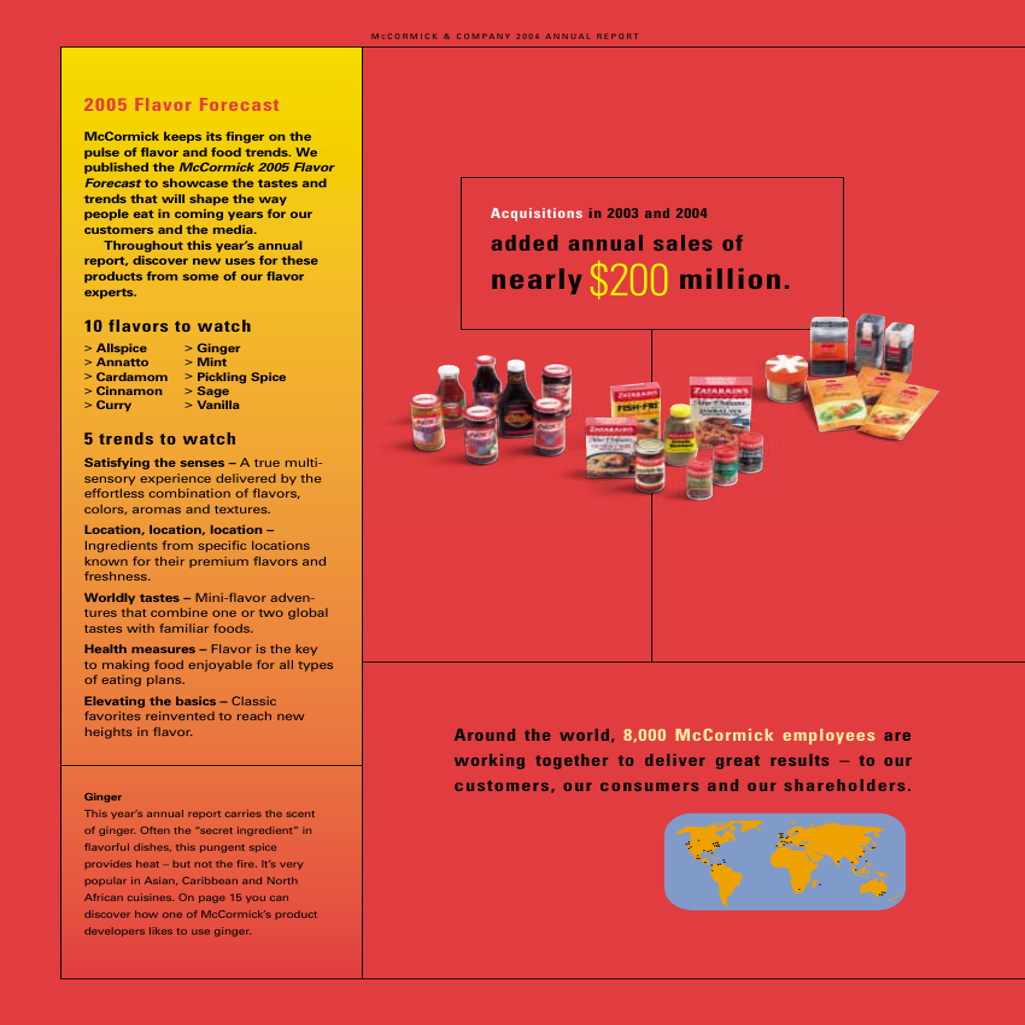 McCORMICK & COMPANY 2004 ANNUAL REPORT
2005 Flavor Forecast
McCormick keeps its finger on the
pulse of flavor and food trends. We
published the McCormick 2005 Flavor
Forecast to showcase the tastes and
trends that will shape the way
people eat in coming years for our
customers and the media.
Throughout this year's annual
report, discover new uses for these
products from some of our flavor
experts.
10 flavors to watch
> Allspice > Ginger
> Annatto > Mint
> Cardamom > Pickling Spice
> Cinnamon > Sage
> Curry > Vanilla
5 trends to watch
Satisfying the senses – A true multi-
sensory experience delivered by the
effortless combination of flavors,
colors, aromas and textures.
Location, location, location –
Ingredients from specific locations
known for their premium flavors and
freshness.
Worldly tastes – Mini-flavor adven-
tures that combine one or two global
tastes with familiar foods.
Health measures – Flavor is the key
to making food enjoyable for all types
of eating plans.
Elevating the basics – Classic
favorites reinvented to reach new
heights in flavor.
Ginger
This year's annual report carries the scent
of ginger. Often the “secret ingredient” in
flavorful dishes, this pungent spice
provides heat – but not the fire. It's very
popular in Asian, Caribbean and North
African cuisines. On page 15 you can
discover how one of McCormick's product
developers likes to use ginger.
Acquisitions in 2003 and 2004
added annual sales of
nearly $200 million.
ZATARAIN'S
FISH-FRI
ZATARAIN'S
New Orleans
JAMBALAYA
ZATARAIN'S
New Orleans
Around the world, 8,000 McCormick employees are
working together to deliver great results – to our
customers, our consumers and our shareholders.